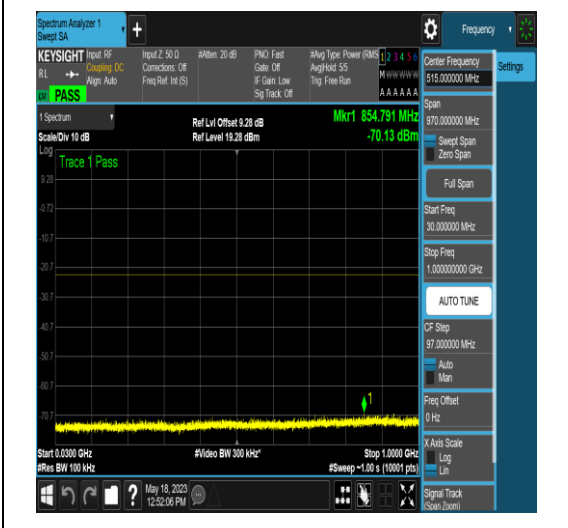 Spectrum Analyzer 1
Swept SA
+
Frequency
KEYSIGHT Input: RF Input Z: 50 Ω #Atten: 20 dB PNO: Fast #Avg Type: Power (RMS 1 2 3 4 5 6
RL Coupling: DC Corrections: Off Gate: Off Avg|Hold: 5/5 M W W W W W
Align: Auto Freq Ref: Int (S) IF Gain: Low Trig: Free Run
Sig Track: Off A A A A A A
PASS
1 Spectrum
Ref Lvl Offset 9.28 dB
Mkr1 854.791 MHz
Scale/Div 10 dB
Ref Level 19.28 dBm
-70.13 dBm
Log
Trace 1 Pass
9.28
-0.72
-10.7
-20.7
-30.7
-40.7
-50.7
-60.7
1
-70.7
Start 0.0300 GHz #Video BW 300 kHz* Stop 1.0000 GHz
#Res BW 100 kHz #Sweep ~1.00 s (10001 pts)
? May 18, 2023
12:52:06 PM
Settings
Center Frequency
515.000000 MHz
Span
970.000000 MHz
Swept Span
Zero Span
Full Span
Start Freq
30.000000 MHz
Stop Freq
1.000000000 GHz
AUTO TUNE
CF Step
97.000000 MHz
Auto
Man
Freq Offset
0 Hz
X Axis Scale
Log
Lin
Signal Track
(Span Zoom)